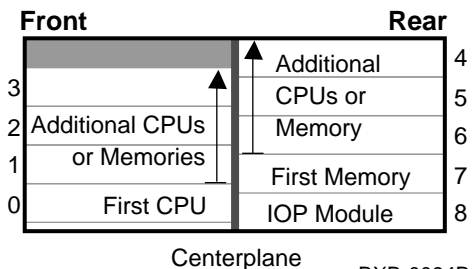 Front Rear
3
2 Additional CPUs
1 or Memories
0 First CPU
Additional 4
CPUs or 5
Memory 6
First Memory 7
IOP Module 8
Centerplane